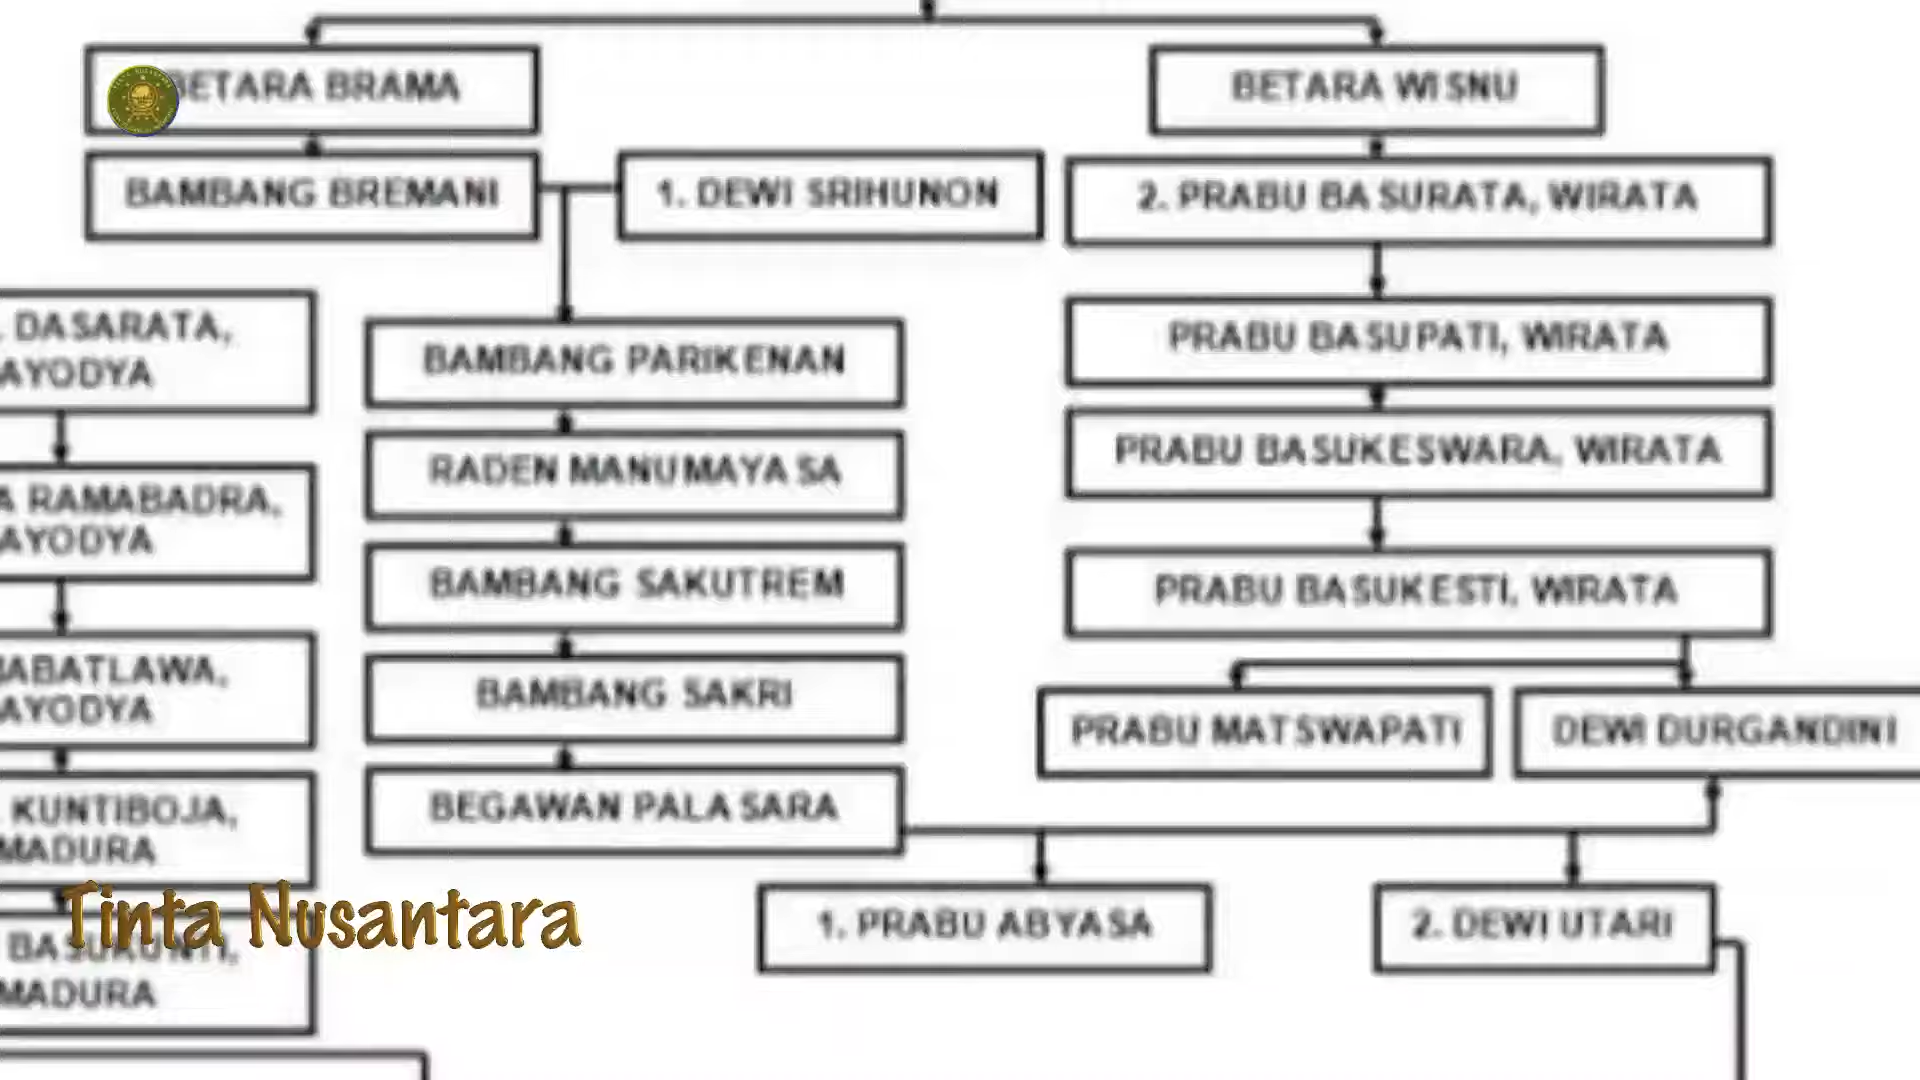 BETARA BRAMA
BETARA WISNU
BAMBANG BREMANI
1. DEWI SRIHUNON
2. PRABU BASURATA, WIRATA
DASARATA,
AYODYA
BAMBANG PARIKENAN
PRABU BASUPATI, WIRATA
RADEN MANUMAYASA
PRABU BASUKESWARA, WIRATA
A RAMABADRA,
AYODYA
BAMBANG SAKUTREM
PRABU BASUKESTI, WIRATA
BABATLAWA,
AYODYA
BAMBANG SAKRI
PRABU MATSWAPATI
DEWI DURGANDINI
KUNTIBOJA,
MADURA
BEGAWAN PALASARA
1. PRABU ABYASA
2. DEWI UTARI
Tinta Nusantara
BASUKUNTI,
MADURA